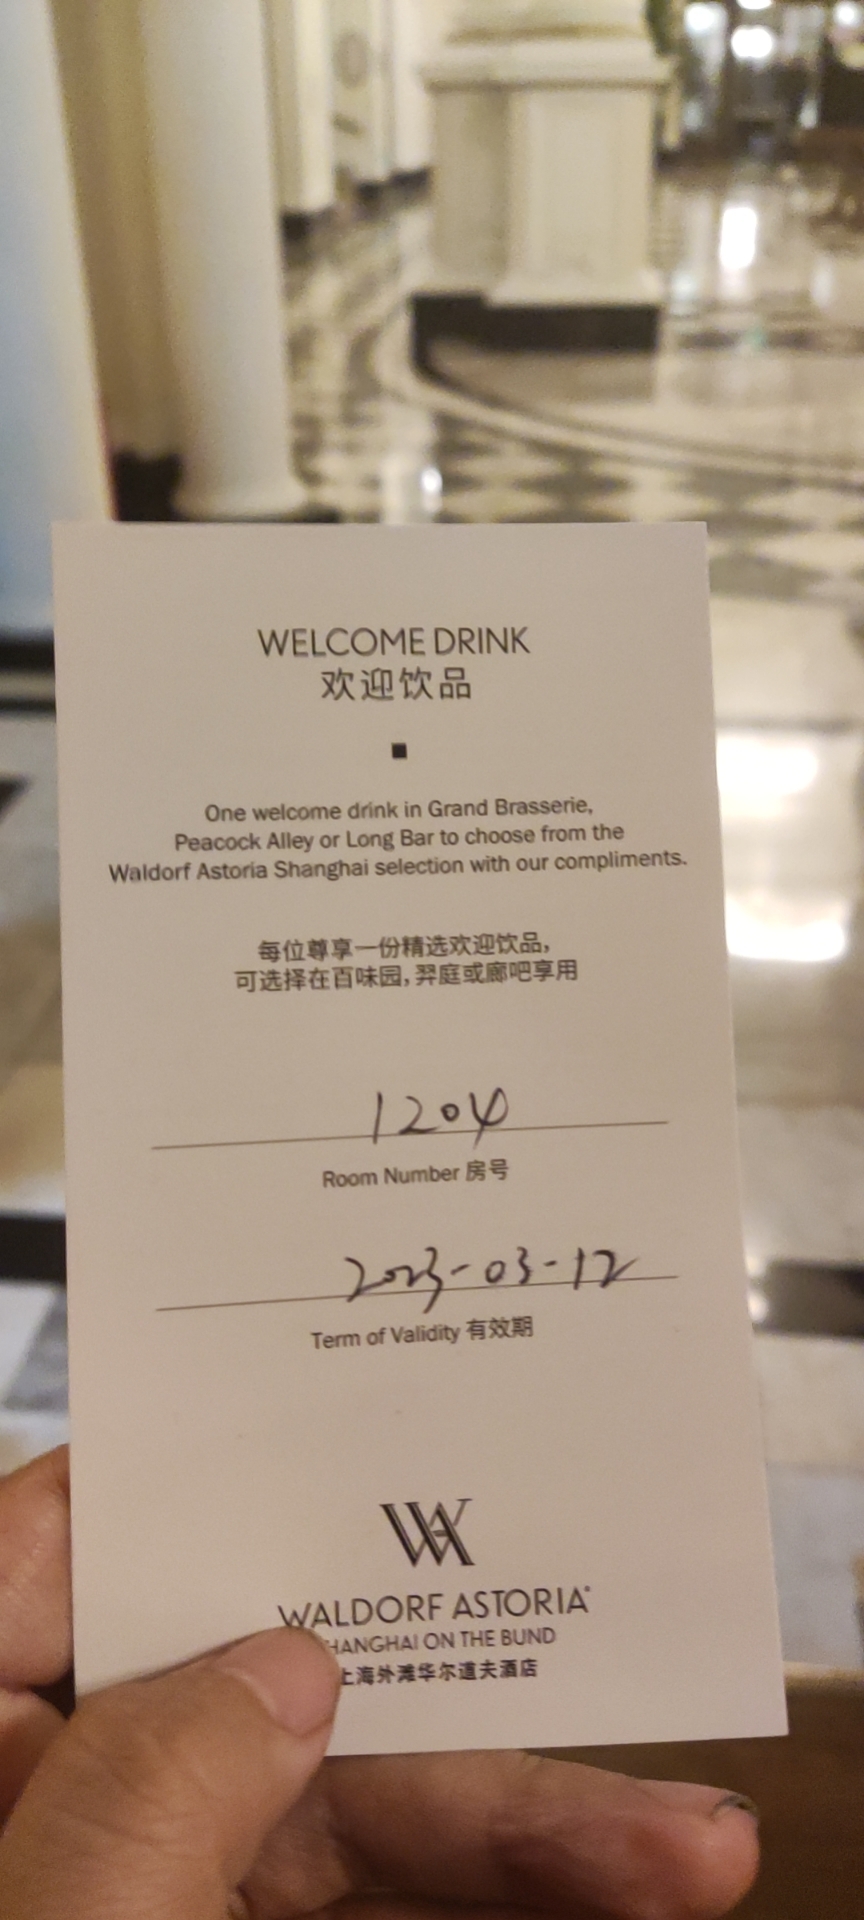 WELCOME DRINK
欢迎饮品
One welcome drink in Grand Brasserie,
Peacock Alley or Long Bar to choose from the
Waldorf Astoria Shanghai selection with our compliments.
每位尊享一份精选欢迎饮品,
可选择在百味园,羿庭或廊吧享用
1204
Room Number 房号
2023-03-12
Term of Validity 有效期
WA
WALDORF ASTORIA®
HANGHAI ON THE BUND
上海外滩华尔道夫酒店